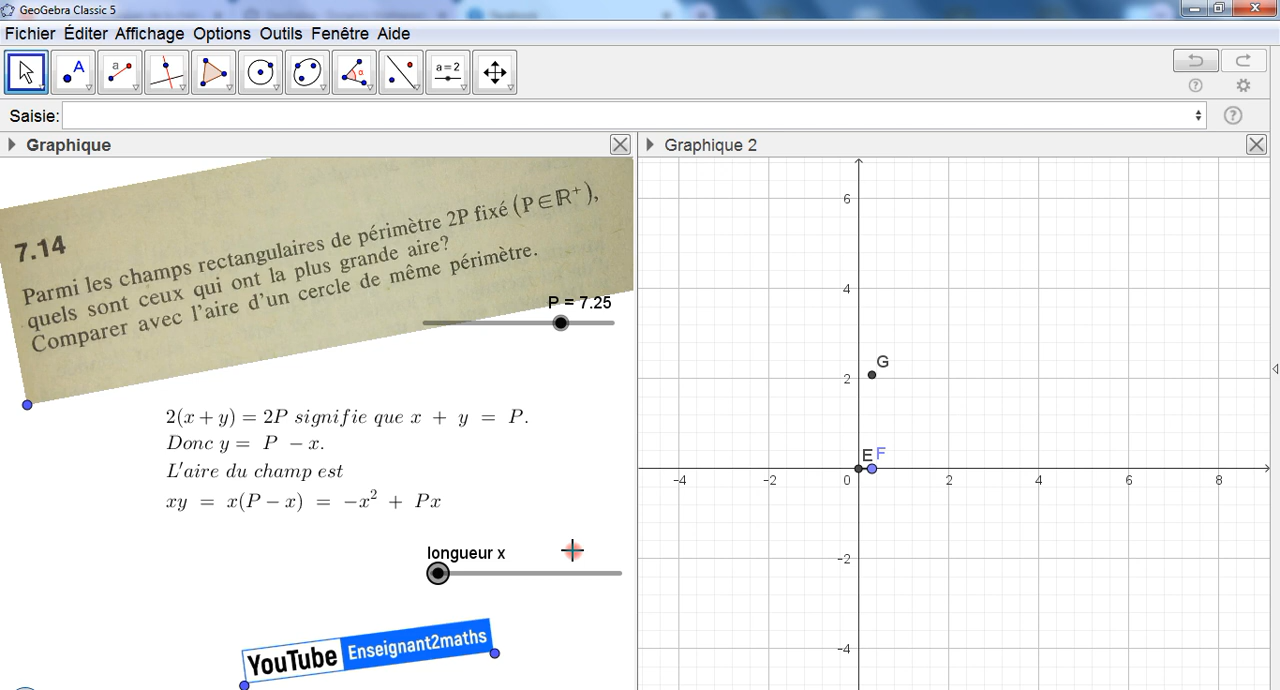 GeoGebra Classic 5
Fichier Éditer Affichage Options Outils Fenêtre Aide
A
a
α
a = 2
Saisie:
?
?
Graphique
7.14
Parmi les champs rectangulaires de périmètre 2P fixé (P∈ℝ⁺),
quels sont ceux qui ont la plus grande aire?
Comparer avec l'aire d'un cercle de même périmètre.
P = 7.25
2(x + y) = 2P signifie que x + y = P.
Donc y = P − x.
L'aire du champ est
xy = x(P − x) = −x² + Px
longueur x
YouTube Enseignant2maths
Graphique 2
6
4
G
2
E F
-4 -2 0 2 4 6 8
-2
-4